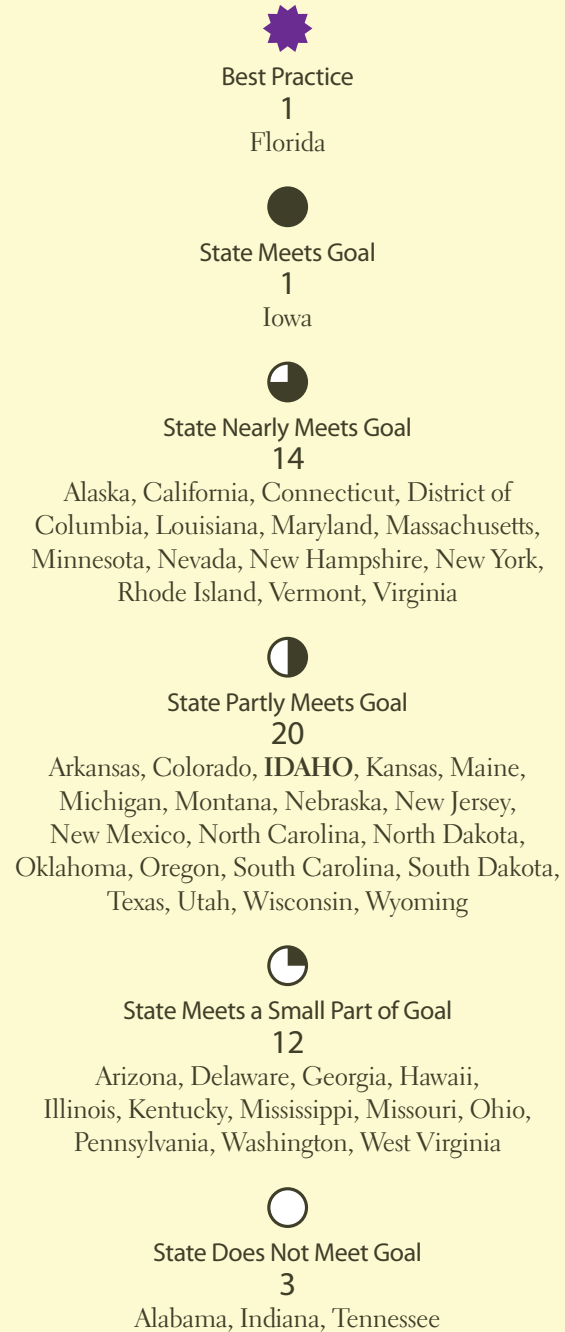 Best Practice
1
Florida
State Meets Goal
1
Iowa
State Nearly Meets Goal
14
Alaska, California, Connecticut, District of
Columbia, Louisiana, Maryland, Massachusetts,
Minnesota, Nevada, New Hampshire, New York,
Rhode Island, Vermont, Virginia
State Partly Meets Goal
20
Arkansas, Colorado, IDAHO, Kansas, Maine,
Michigan, Montana, Nebraska, New Jersey,
New Mexico, North Carolina, North Dakota,
Oklahoma, Oregon, South Carolina, South Dakota,
Texas, Utah, Wisconsin, Wyoming
State Meets a Small Part of Goal
12
Arizona, Delaware, Georgia, Hawaii,
Illinois, Kentucky, Mississippi, Missouri, Ohio,
Pennsylvania, Washington, West Virginia
State Does Not Meet Goal
3
Alabama, Indiana, Tennessee